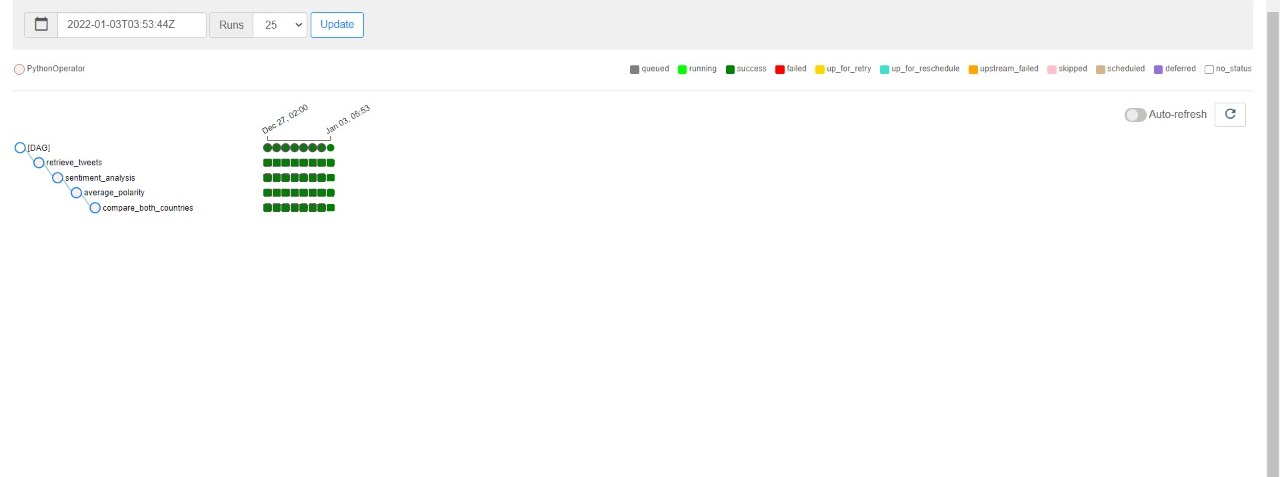 2022-01-03T03:53:44Z Runs 25 Update
PythonOperator queued running success failed up_for_retry up_for_reschedule upstream_failed skipped scheduled deferred no_status
Auto-refresh
Dec 27, 02:00 Jan 03, 05:53
[DAG]
retrieve_tweets
sentiment_analysis
average_polarity
compare_both_countries